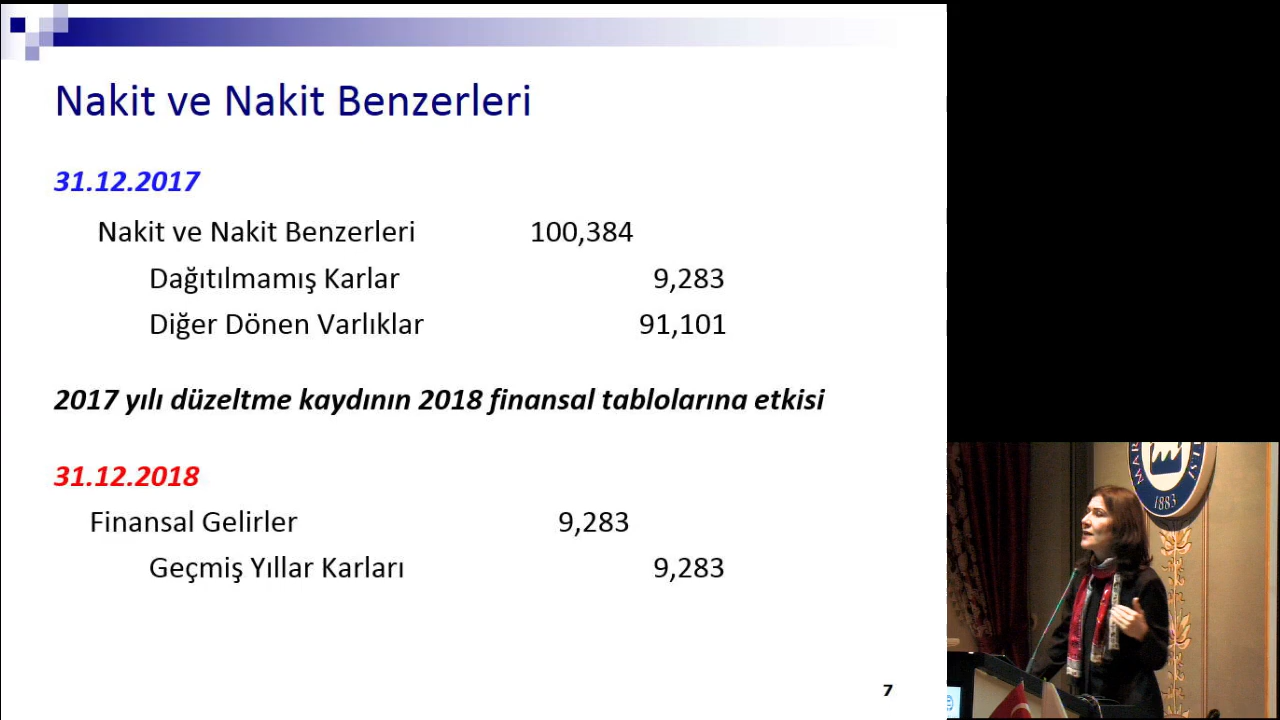 Nakit ve Nakit Benzerleri
31.12.2017
Nakit ve Nakit Benzerleri 100,384
Dağıtılmamış Karlar 9,283
Diğer Dönen Varlıklar 91,101
2017 yılı düzeltme kaydının 2018 finansal tablolarına etkisi
31.12.2018
Finansal Gelirler 9,283
Geçmiş Yıllar Karları 9,283
7
1883